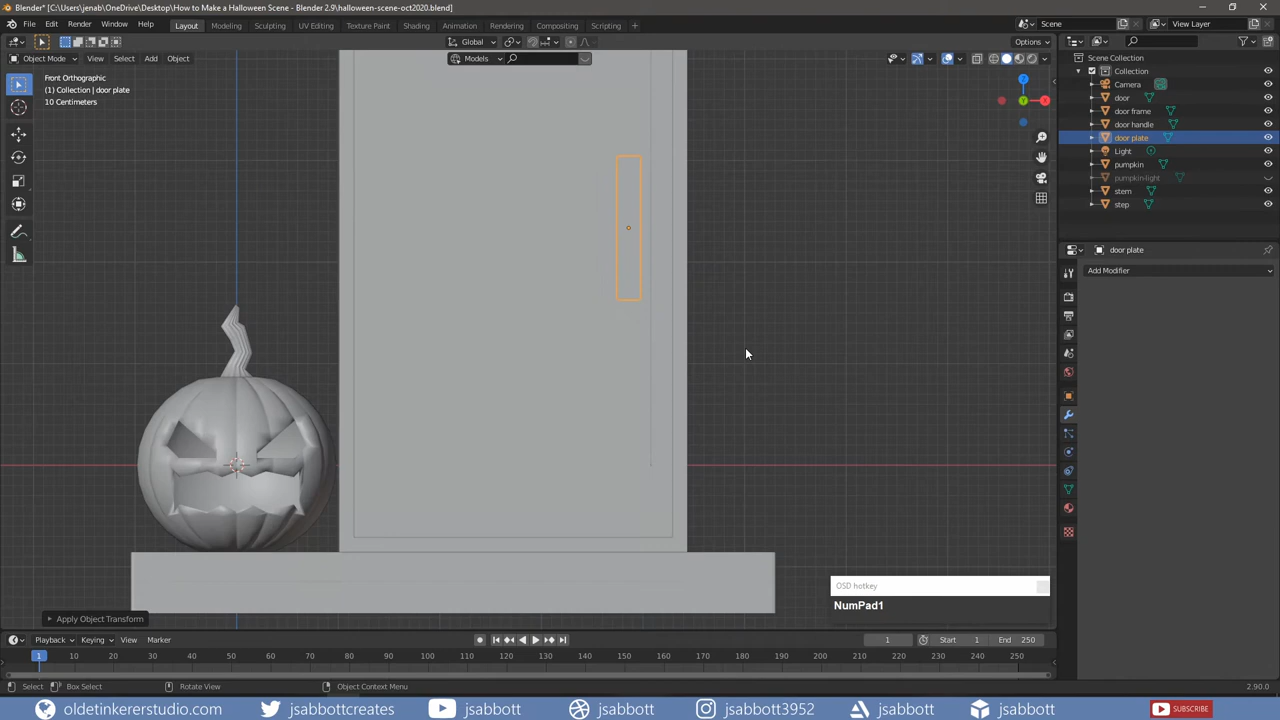 Blender* [C:\Users\jenab\OneDrive\Desktop\How to Make a Halloween Scene - Blender 2.9\halloween-scene-oct2020.blend]
File Edit Render Window Help Layout Modeling Sculpting UV Editing Texture Paint Shading Animation Rendering Compositing Scripting + Scene View Layer
Global Options
Object Mode View Select Add Object Models
Front Orthographic
(1) Collection | door plate
10 Centimeters
Z
Y
X
Scene Collection
Collection
Camera
door
door frame
door handle
door plate
Light
pumpkin
pumpkin-light
stem
step
door plate
Add Modifier
OSD hotkey
NumPad1
Apply Object Transform
Playback Keying View Marker 1 Start 1 End 250
1 10 20 30 40 50 60 70 80 90 100 110 120 130 140 150 160 170 180 190 200 210 220 230 240 250
Select Box Select Rotate View Object Context Menu 2.90.0
oldetinkererstudio.com jsabbottcreates jsabbott jsabbott jsabbott3952 jsabbott jsabbott SUBSCRIBE